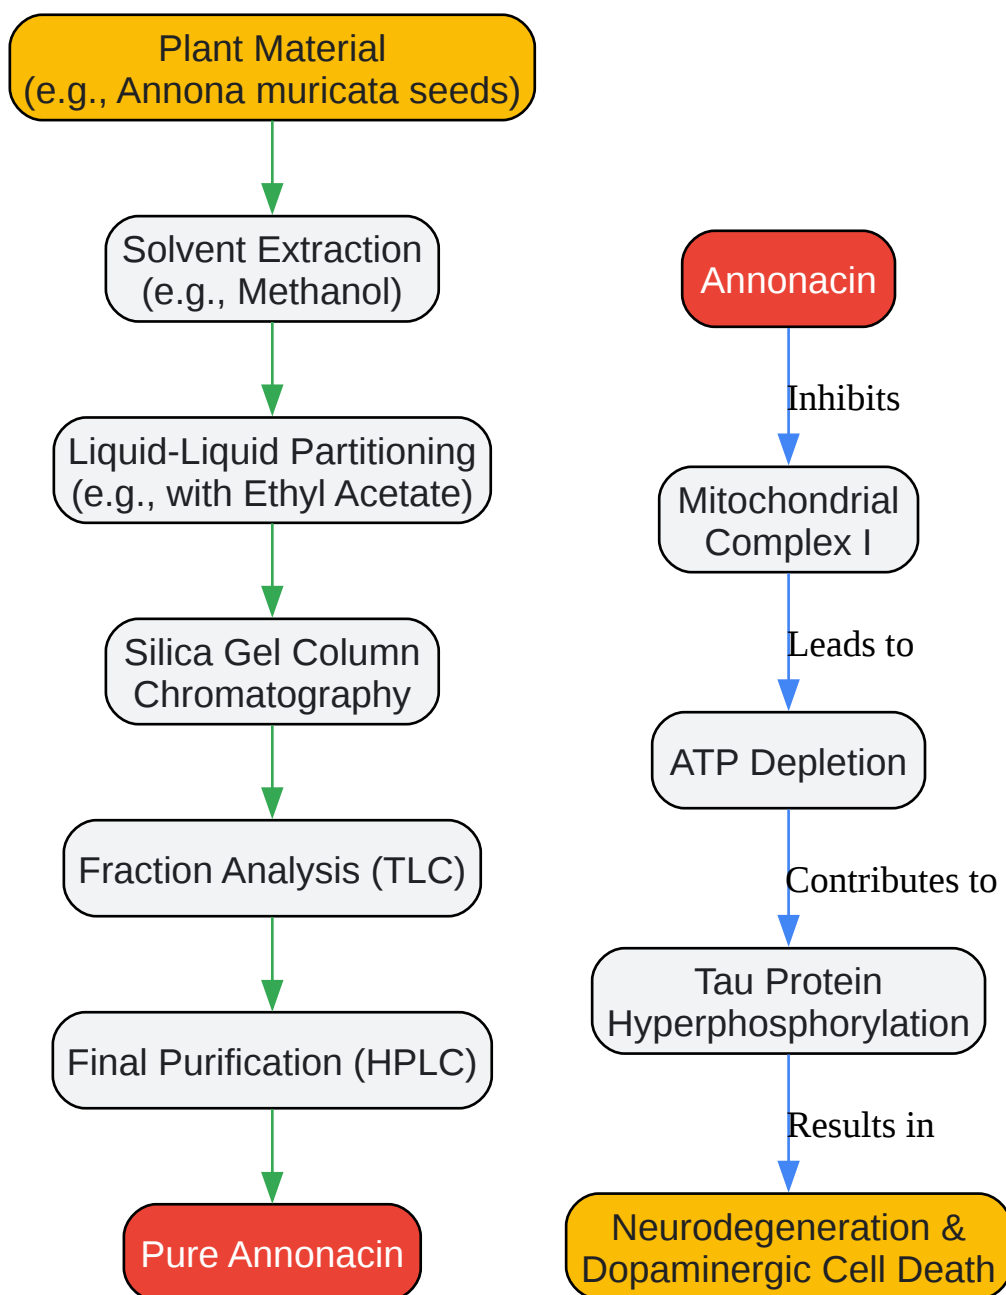 Plant Material
(e.g., Annona muricata seeds)
Solvent Extraction
(e.g., Methanol)
Liquid-Liquid Partitioning
(e.g., with Ethyl Acetate)
Silica Gel Column
Chromatography
Fraction Analysis (TLC)
Final Purification (HPLC)
Pure Annonacin
Annonacin
Inhibits
Mitochondrial
Complex I
Leads to
ATP Depletion
Contributes to
Tau Protein
Hyperphosphorylation
Results in
Neurodegeneration &
Dopaminergic Cell Death